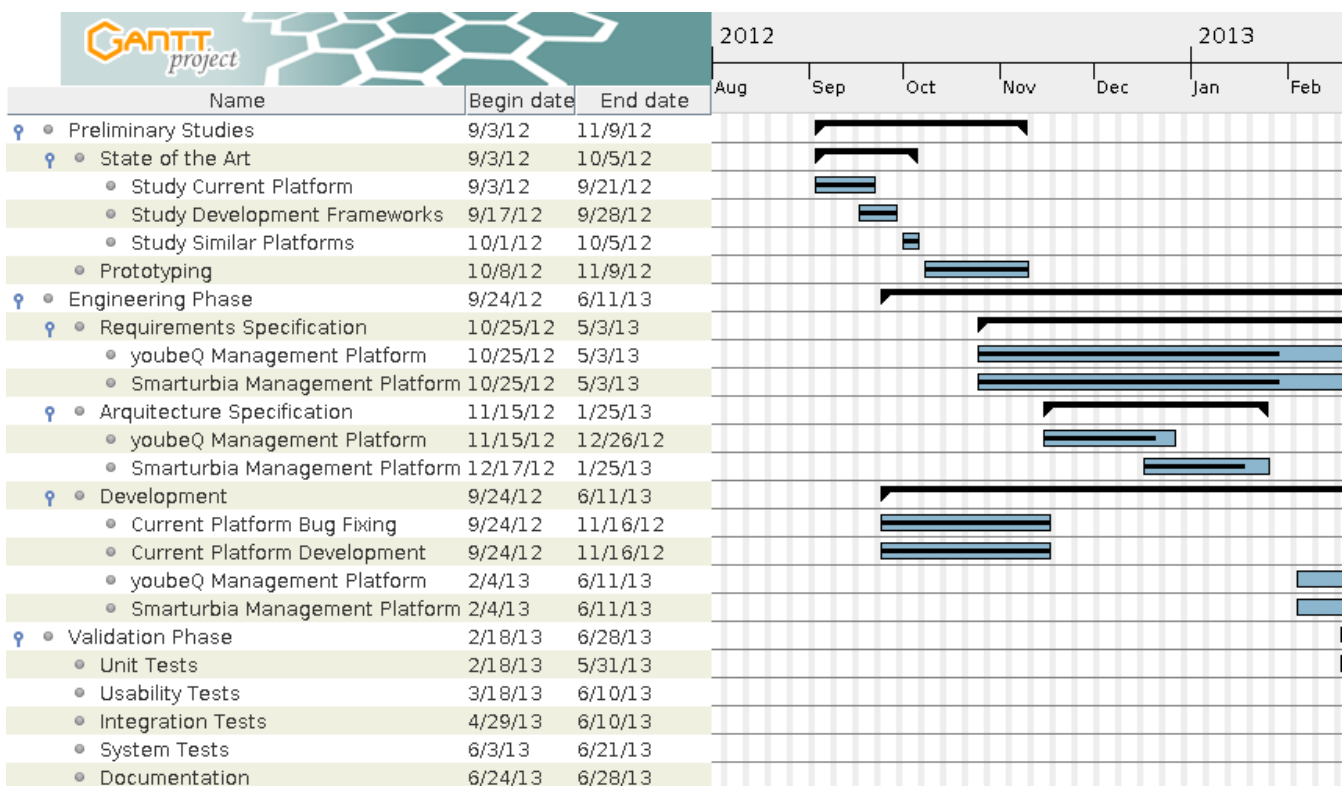 GANTT
project
2012 2013
Aug Sep Oct Nov Dec Jan Feb
Name Begin date End date
Preliminary Studies 9/3/12 11/9/12
State of the Art 9/3/12 10/5/12
Study Current Platform 9/3/12 9/21/12
Study Development Frameworks 9/17/12 9/28/12
Study Similar Platforms 10/1/12 10/5/12
Prototyping 10/8/12 11/9/12
Engineering Phase 9/24/12 6/11/13
Requirements Specification 10/25/12 5/3/13
youbeQ Management Platform 10/25/12 5/3/13
Smarturbia Management Platform 10/25/12 5/3/13
Arquitecture Specification 11/15/12 1/25/13
youbeQ Management Platform 11/15/12 12/26/12
Smarturbia Management Platform 12/17/12 1/25/13
Development 9/24/12 6/11/13
Current Platform Bug Fixing 9/24/12 11/16/12
Current Platform Development 9/24/12 11/16/12
youbeQ Management Platform 2/4/13 6/11/13
Smarturbia Management Platform 2/4/13 6/11/13
Validation Phase 2/18/13 6/28/13
Unit Tests 2/18/13 5/31/13
Usability Tests 3/18/13 6/10/13
Integration Tests 4/29/13 6/10/13
System Tests 6/3/13 6/21/13
Documentation 6/24/13 6/28/13